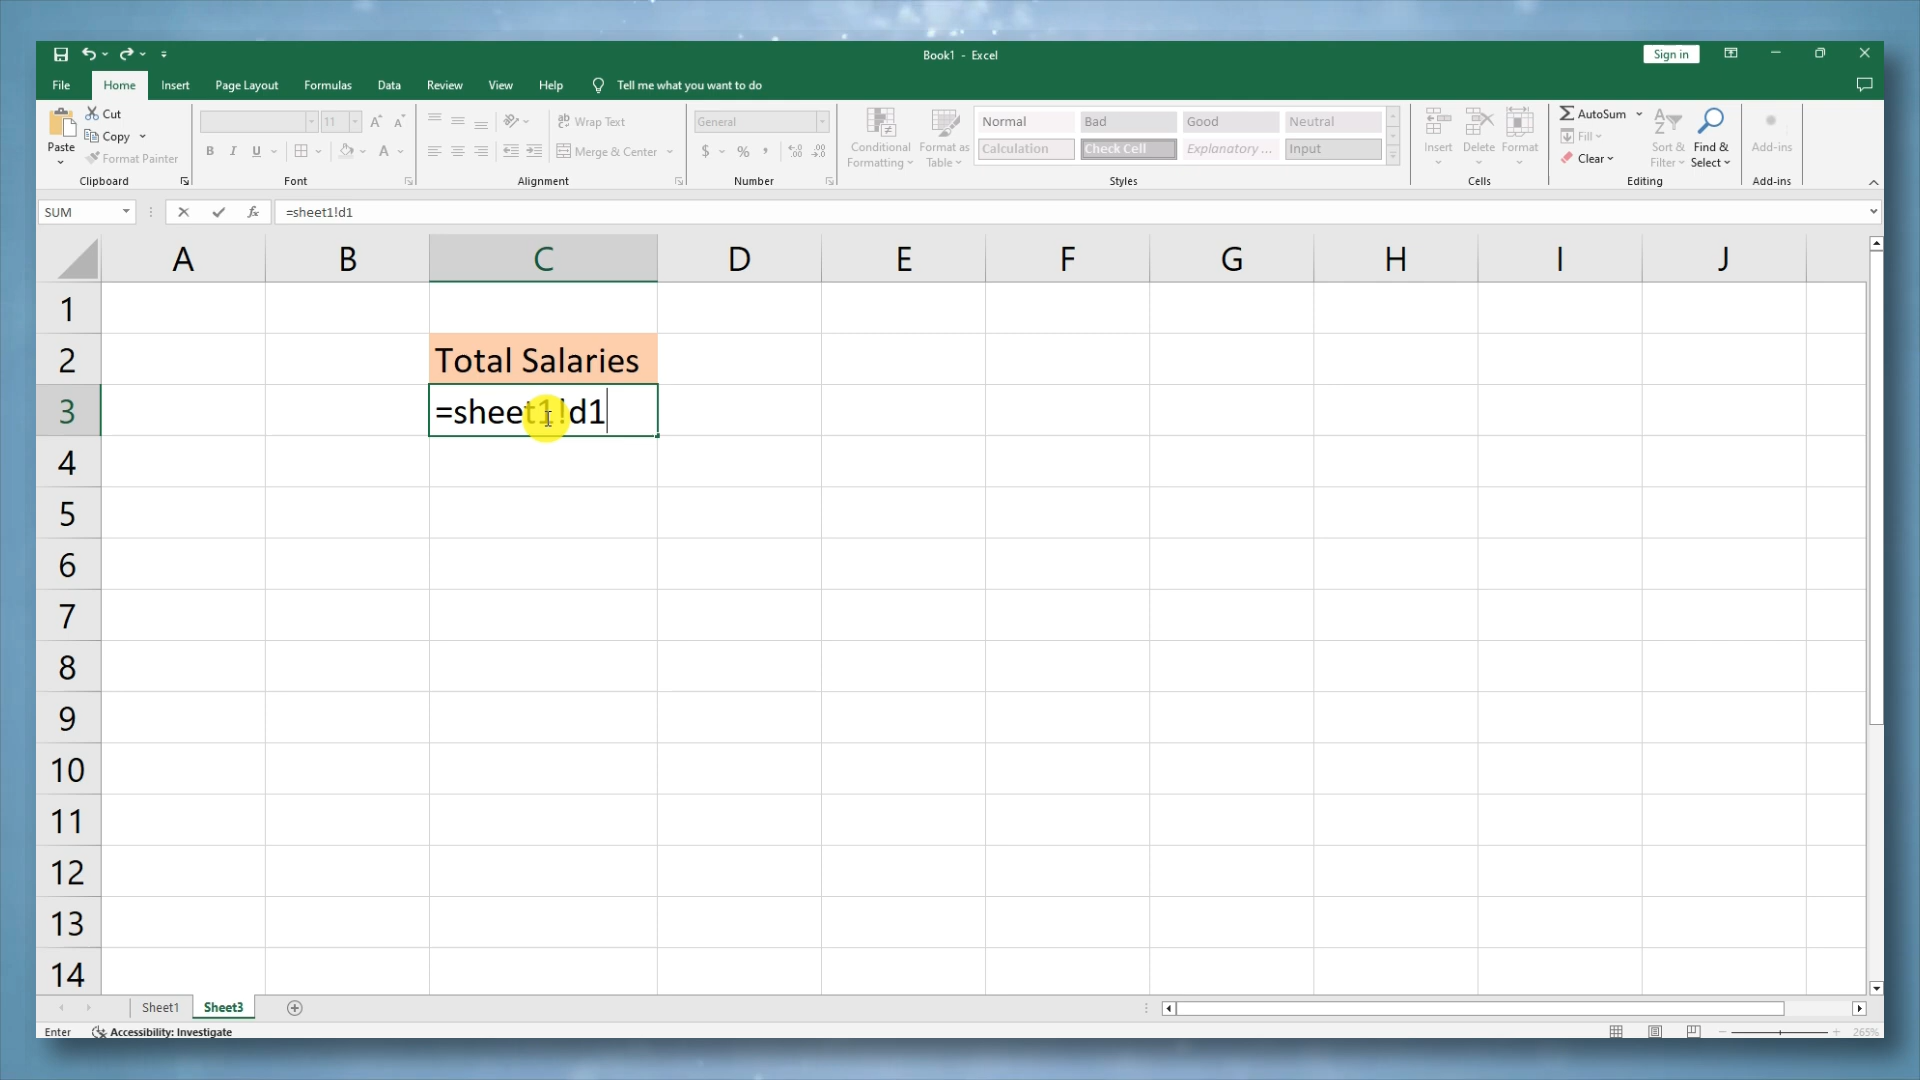 Book1 - Excel
Sign in
File Home Insert Page Layout Formulas Data Review View Help Tell me what you want to do
Paste
Cut
Copy
Format Painter
Clipboard
11 A A
B I U A
Font
Wrap Text
Merge & Center
Alignment
General
$ % ,
Number
Conditional Formatting
Format as Table
Normal Bad Good Neutral
Calculation Check Cell Explanatory ... Input
Styles
Insert Delete Format
Cells
AutoSum
Fill
Clear
Sort & Filter
Find & Select
Editing
Add-ins
Add-ins
SUM fx =sheet1!d1
A B C D E F G H I J
1
2 Total Salaries
3 =sheet1!d1
4
5
6
7
8
9
10
11
12
13
14
Sheet1 Sheet3
Enter Accessibility: Investigate 265%